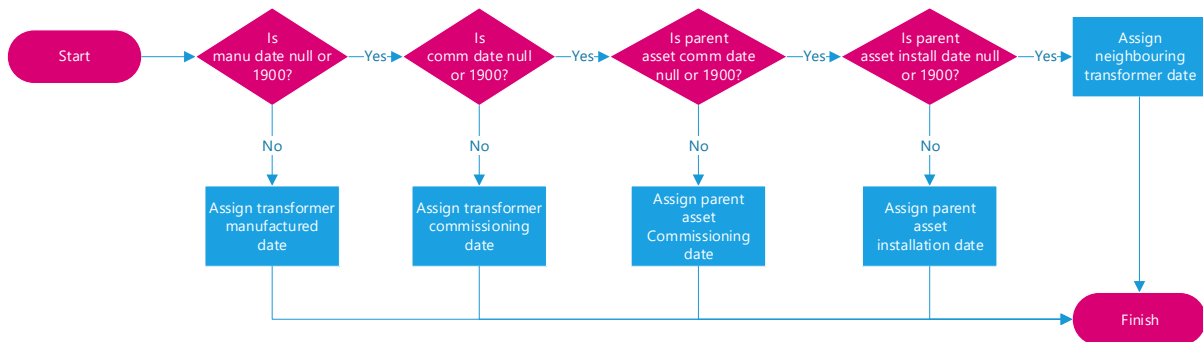 Start
Is
manu date null or
1900?
Yes
Is
comm date null
or 1900?
Yes
Is parent
asset comm date
null or 1900?
Yes
Is parent
asset install date null
or 1900?
Yes
Assign
neighbouring
transformer date
No
No
No
No
Assign transformer
manufactured
date
Assign transformer
commissioning
date
Assign parent
asset
Commissioning
date
Assign parent
asset
installation date
Finish